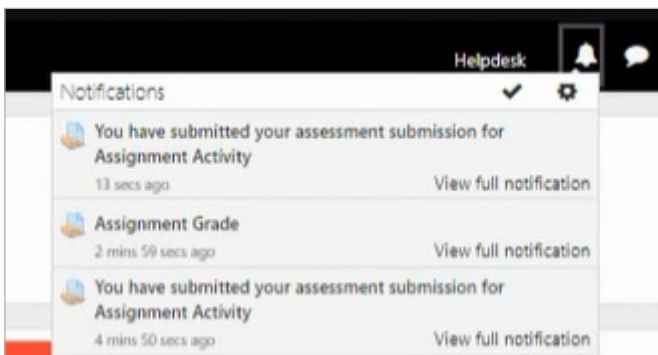 Helpdesk
Notifications
You have submitted your assessment submission for
Assignment Activity
13 secs ago
View full notification
Assignment Grade
2 mins 59 secs ago
View full notification
You have submitted your assessment submission for
Assignment Activity
4 mins 50 secs ago
View full notification